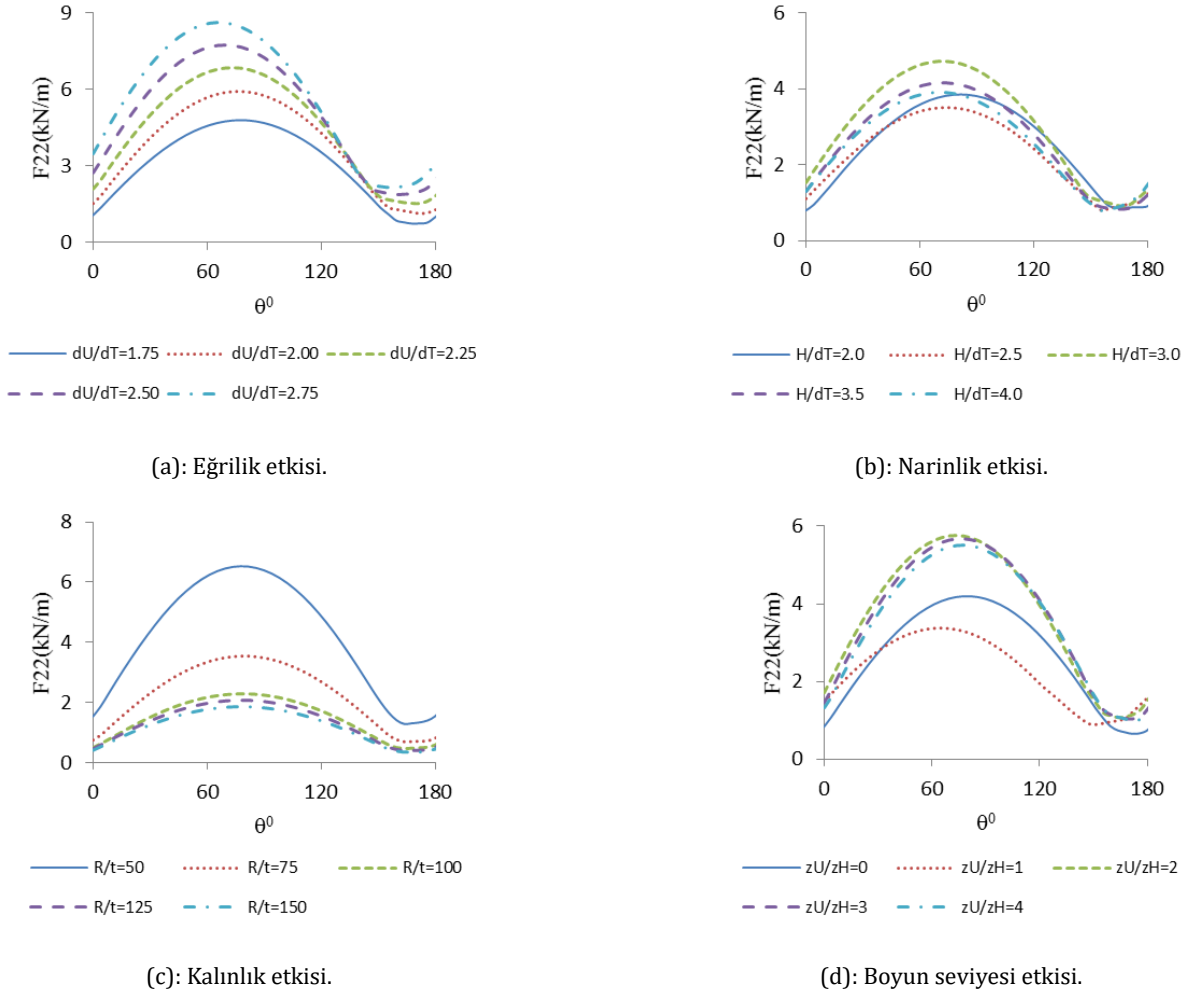 F22(kN/m)
9
6
3
0
0 60 120 180
θ⁰
dU/dT=1.75 dU/dT=2.00 dU/dT=2.25
dU/dT=2.50 dU/dT=2.75
(a): Eğrilik etkisi.
F22(kN/m)
6
4
2
0
0 60 120 180
θ⁰
H/dT=2.0 H/dT=2.5 H/dT=3.0
H/dT=3.5 H/dT=4.0
(b): Narinlik etkisi.
F22(kN/m)
8
6
4
2
0
0 60 120 180
θ⁰
R/t=50 R/t=75 R/t=100
R/t=125 R/t=150
(c): Kalınlık etkisi.
F22(kN/m)
6
4
2
0
0 60 120 180
θ⁰
zU/zH=0 zU/zH=1 zU/zH=2
zU/zH=3 zU/zH=4
(d): Boyun seviyesi etkisi.